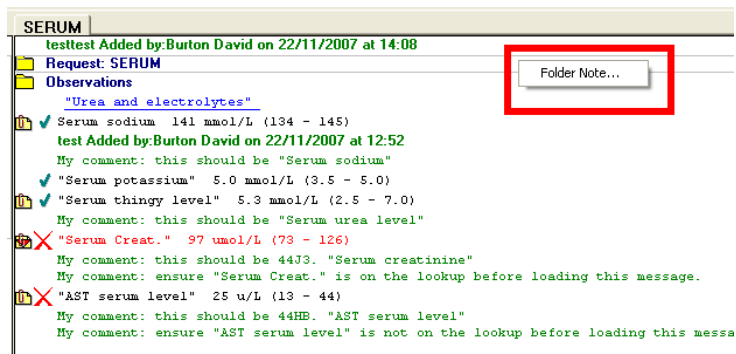 SERUM
testtest Added by:Burton David on 22/11/2007 at 14:08
Request: SERUM
Folder Note...
Observations
"Urea and electrolytes"
Serum sodium 141 mmol/L (134 - 145)
test Added by:Burton David on 22/11/2007 at 12:52
My comment: this should be "Serum sodium"
"Serum potassium" 5.0 mmol/L (3.5 - 5.0)
"Serum thingy level" 5.3 mmol/L (2.5 - 7.0)
My comment: this should be "Serum urea level"
"Serum Creat." 97 umol/L (73 - 126)
My comment: this should be 44J3. "Serum creatinine"
My comment: ensure "Serum Creat." is on the lookup before loading this message.
"AST serum level" 25 u/L (13 - 44)
My comment: this should be 44HB. "AST serum level"
My comment: ensure "AST serum level" is not on the lookup before loading this messa